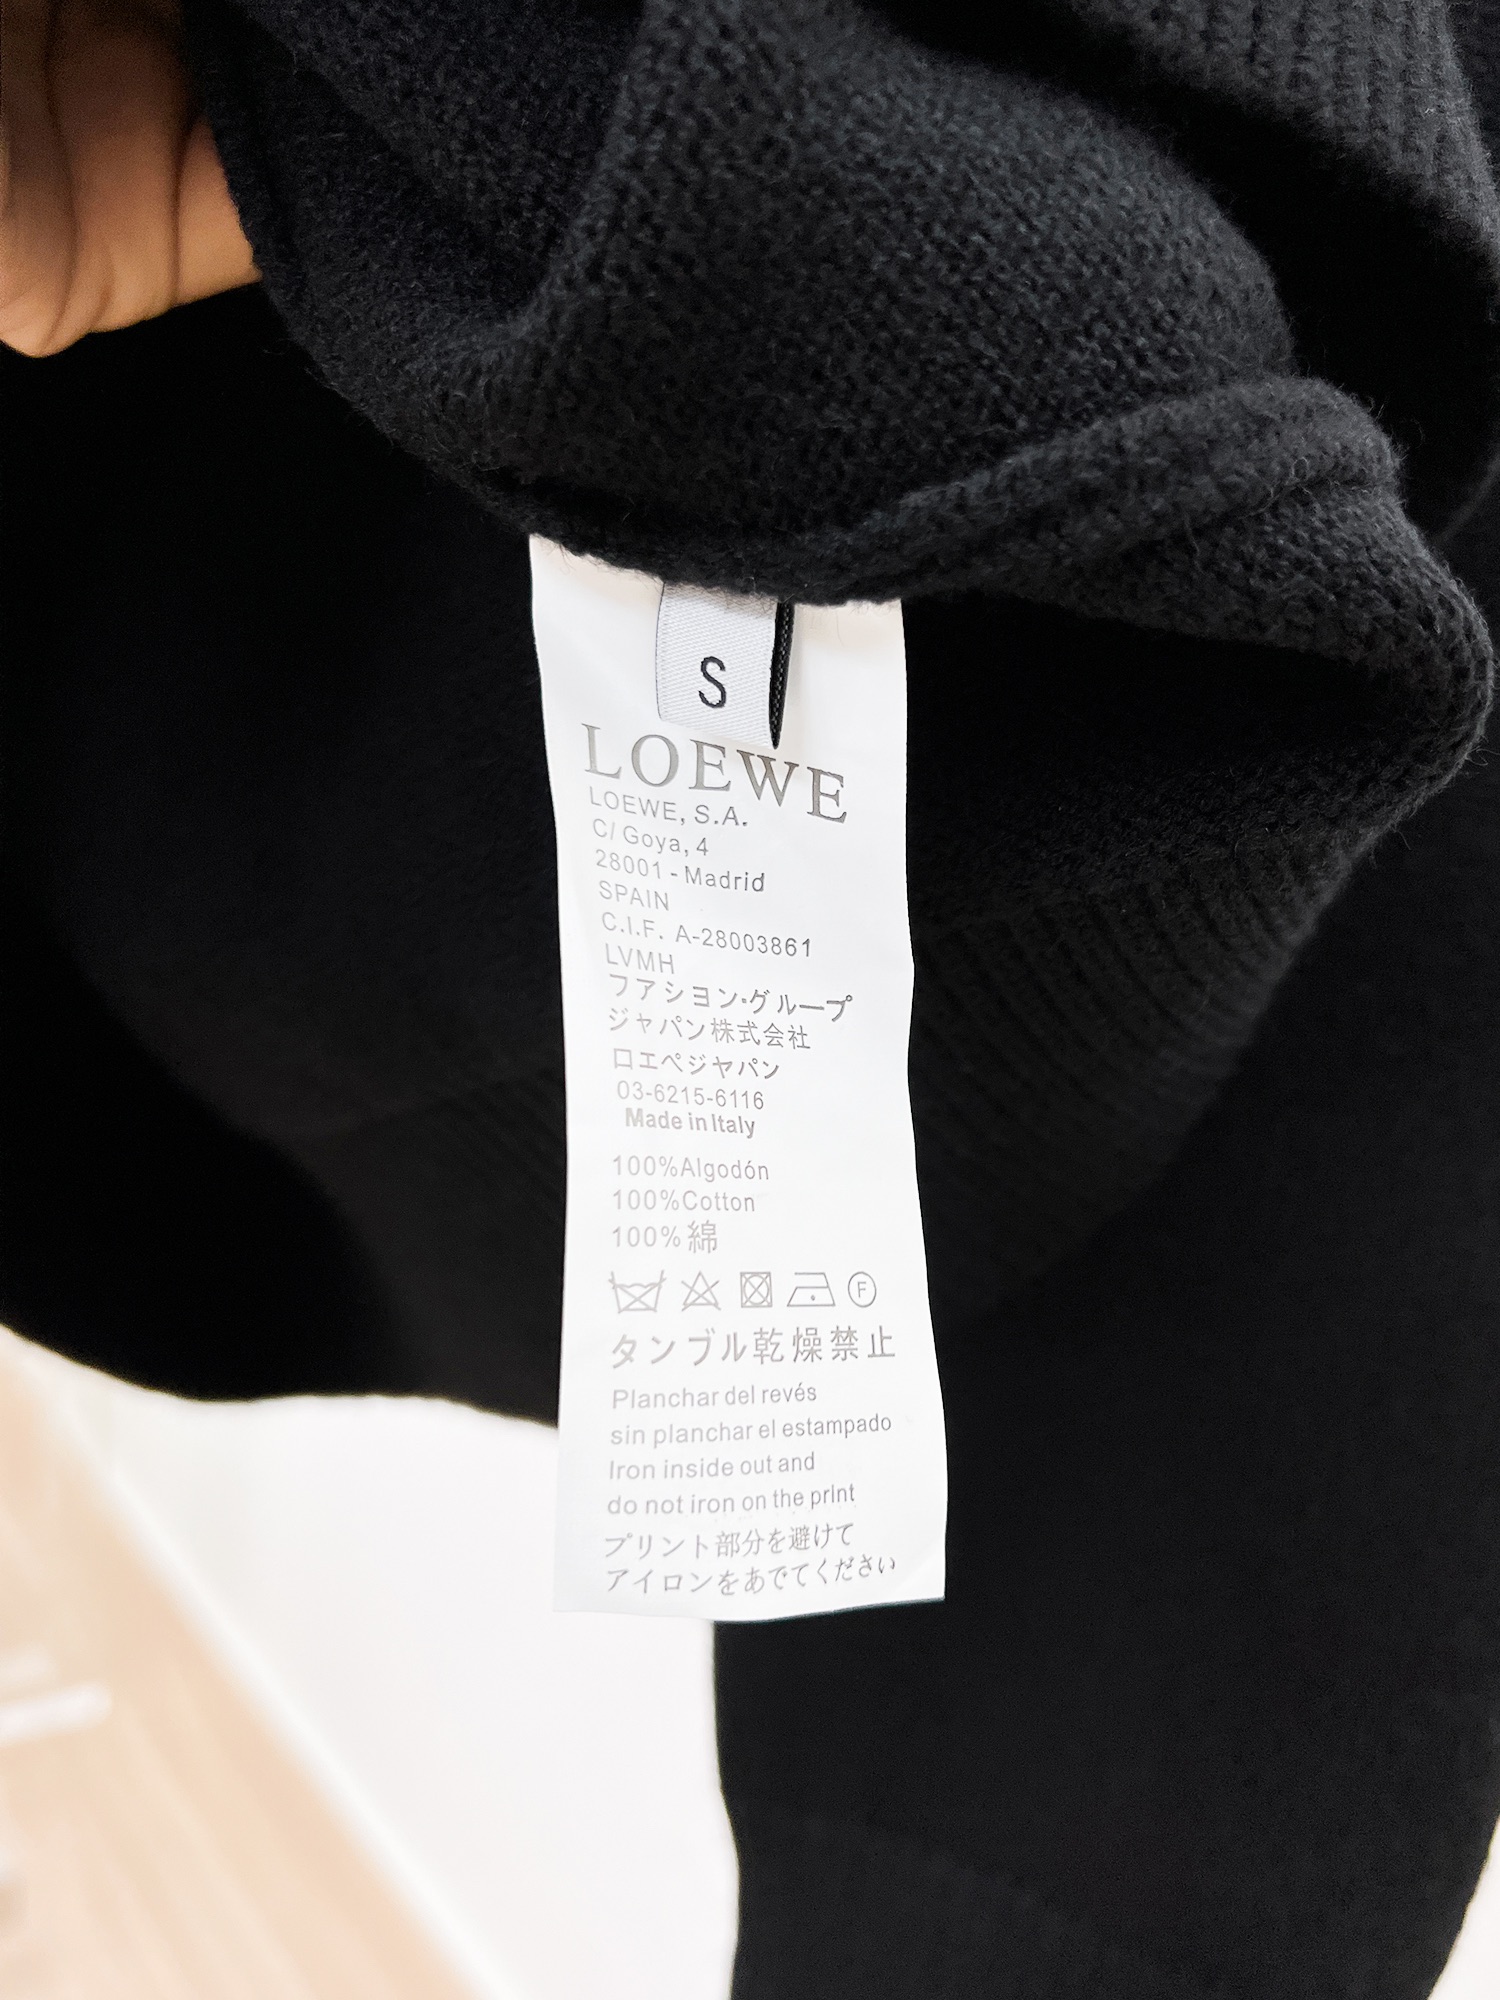 S
LOEWE
LOEWE, S.A.
C/ Goya, 4
28001 - Madrid
SPAIN
C.I.F. A-28003861
LVMH
フアシヨン·グループ
ジャパン株式会社
ロエペジヤパン
03-6215-6116
Made in Italy
100%Algodón
100%Cotton
100%綿
F
タンブル乾燥禁止
Planchar del revés
sin planchar el estampado
Iron inside out and
do not iron on the print
プリント部分を避けて
アイロンをあでてください